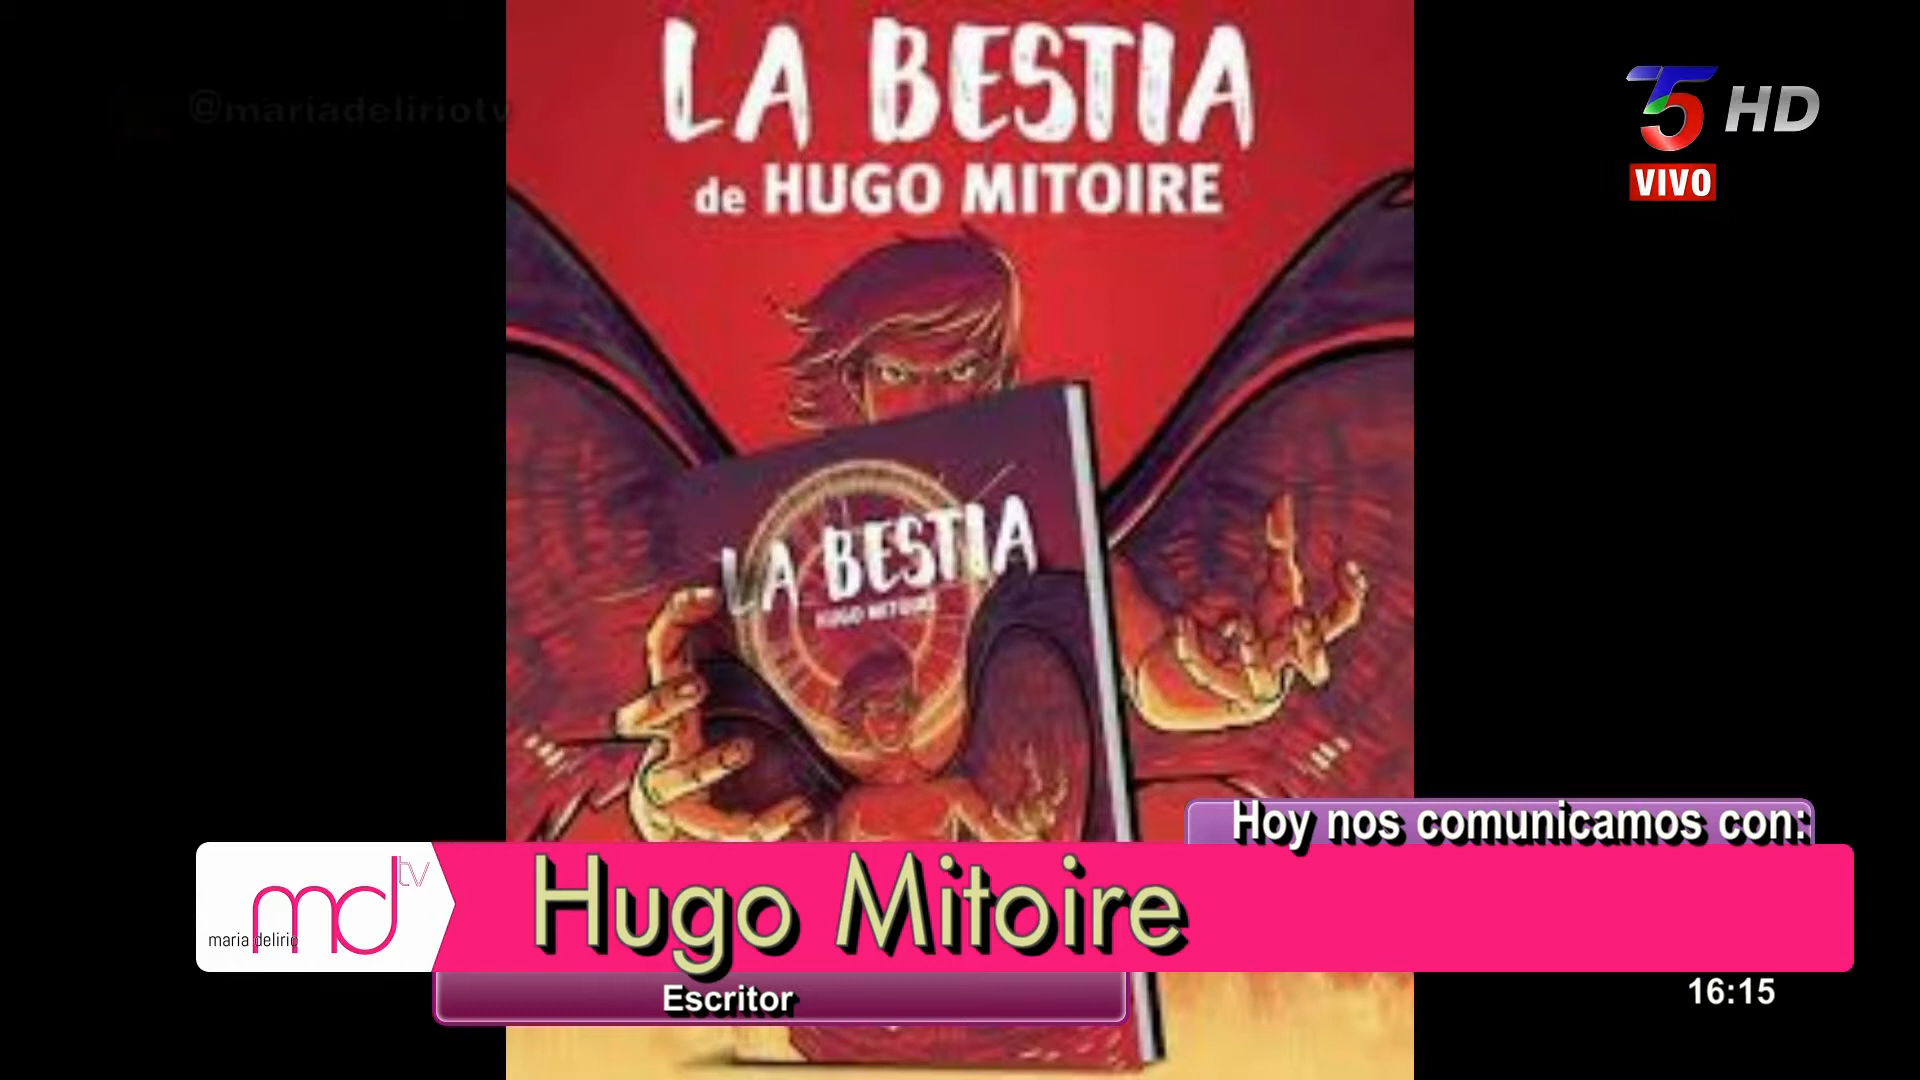 LA BESTIA
de HUGO MITOIRE
@mariadeliriotv
5 HD
VIVO
LA BESTIA
HUGO MITOIRE
Hoy nos comunicamos con:
md tv
maria delirio
Hugo Mitoire
Escritor
16:15